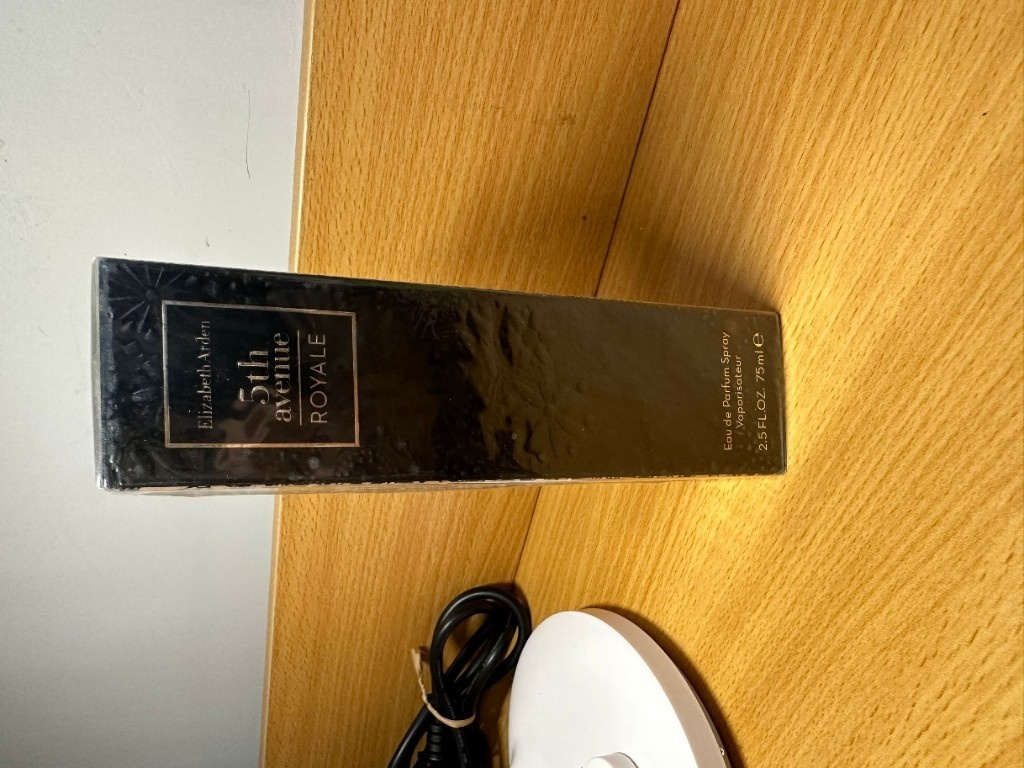 Elizabeth Arden
5th
avenue
ROYALE
Eau de Parfum Spray
Vaporisateur
2.5 FL.OZ. 75ml e